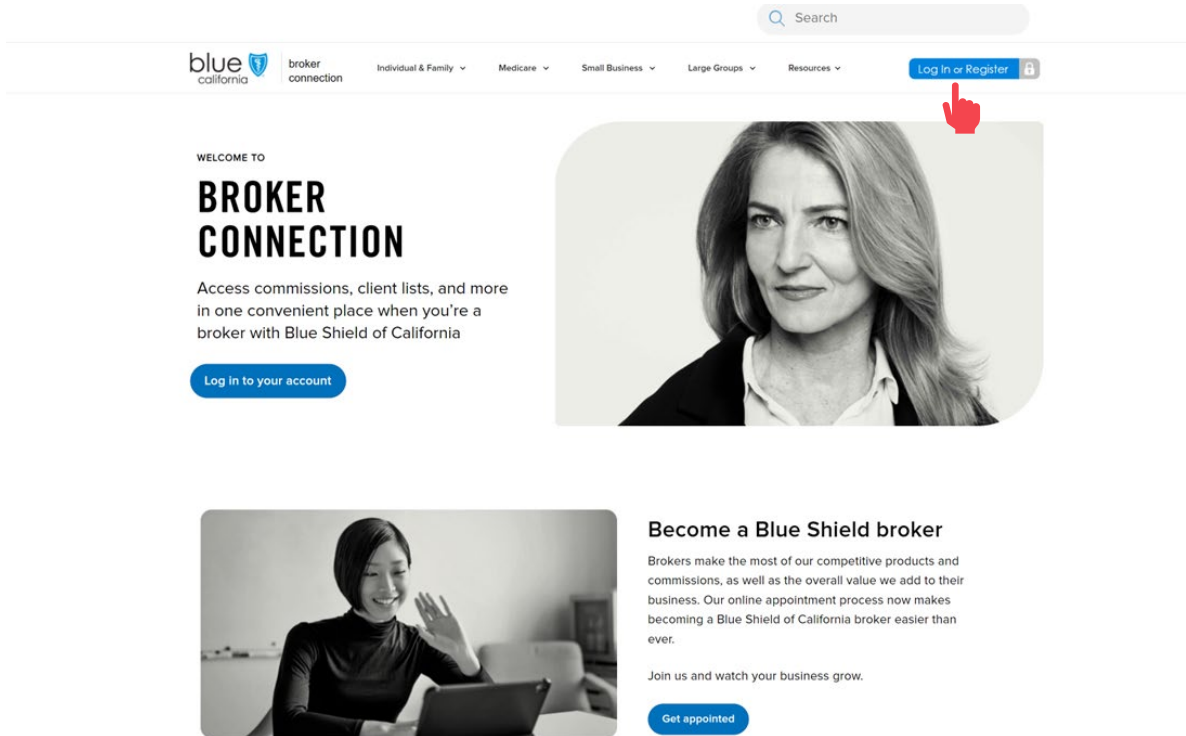 Search
blue
california
broker
connection
Individual & Family
Medicare
Small Business
Large Groups
Resources
Log In or Register
WELCOME TO
BROKER
CONNECTION
Access commissions, client lists, and more
in one convenient place when you’re a
broker with Blue Shield of California
Log in to your account
Become a Blue Shield broker
Brokers make the most of our competitive products and
commissions, as well as the overall value we add to their
business. Our online appointment process now makes
becoming a Blue Shield of California broker easier than
ever.
Join us and watch your business grow.
Get appointed